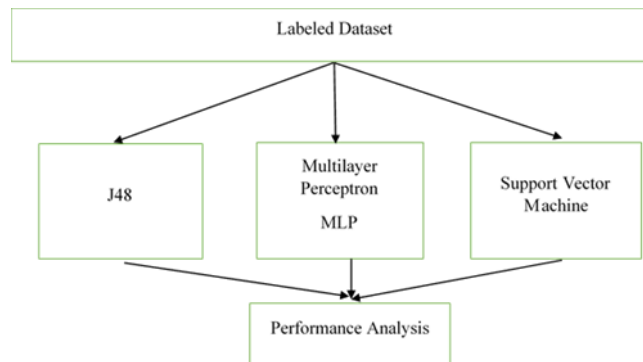 Labeled Dataset
J48
Multilayer
Perceptron
MLP
Support Vector
Machine
Performance Analysis